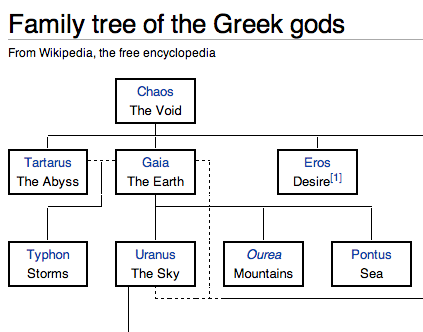 Family tree of the Greek gods
From Wikipedia, the free encyclopedia
Chaos
The Void
Tartarus
The Abyss
Gaia
The Earth
Eros
Desire[1]
Typhon
Storms
Uranus
The Sky
Ourea
Mountains
Pontus
Sea